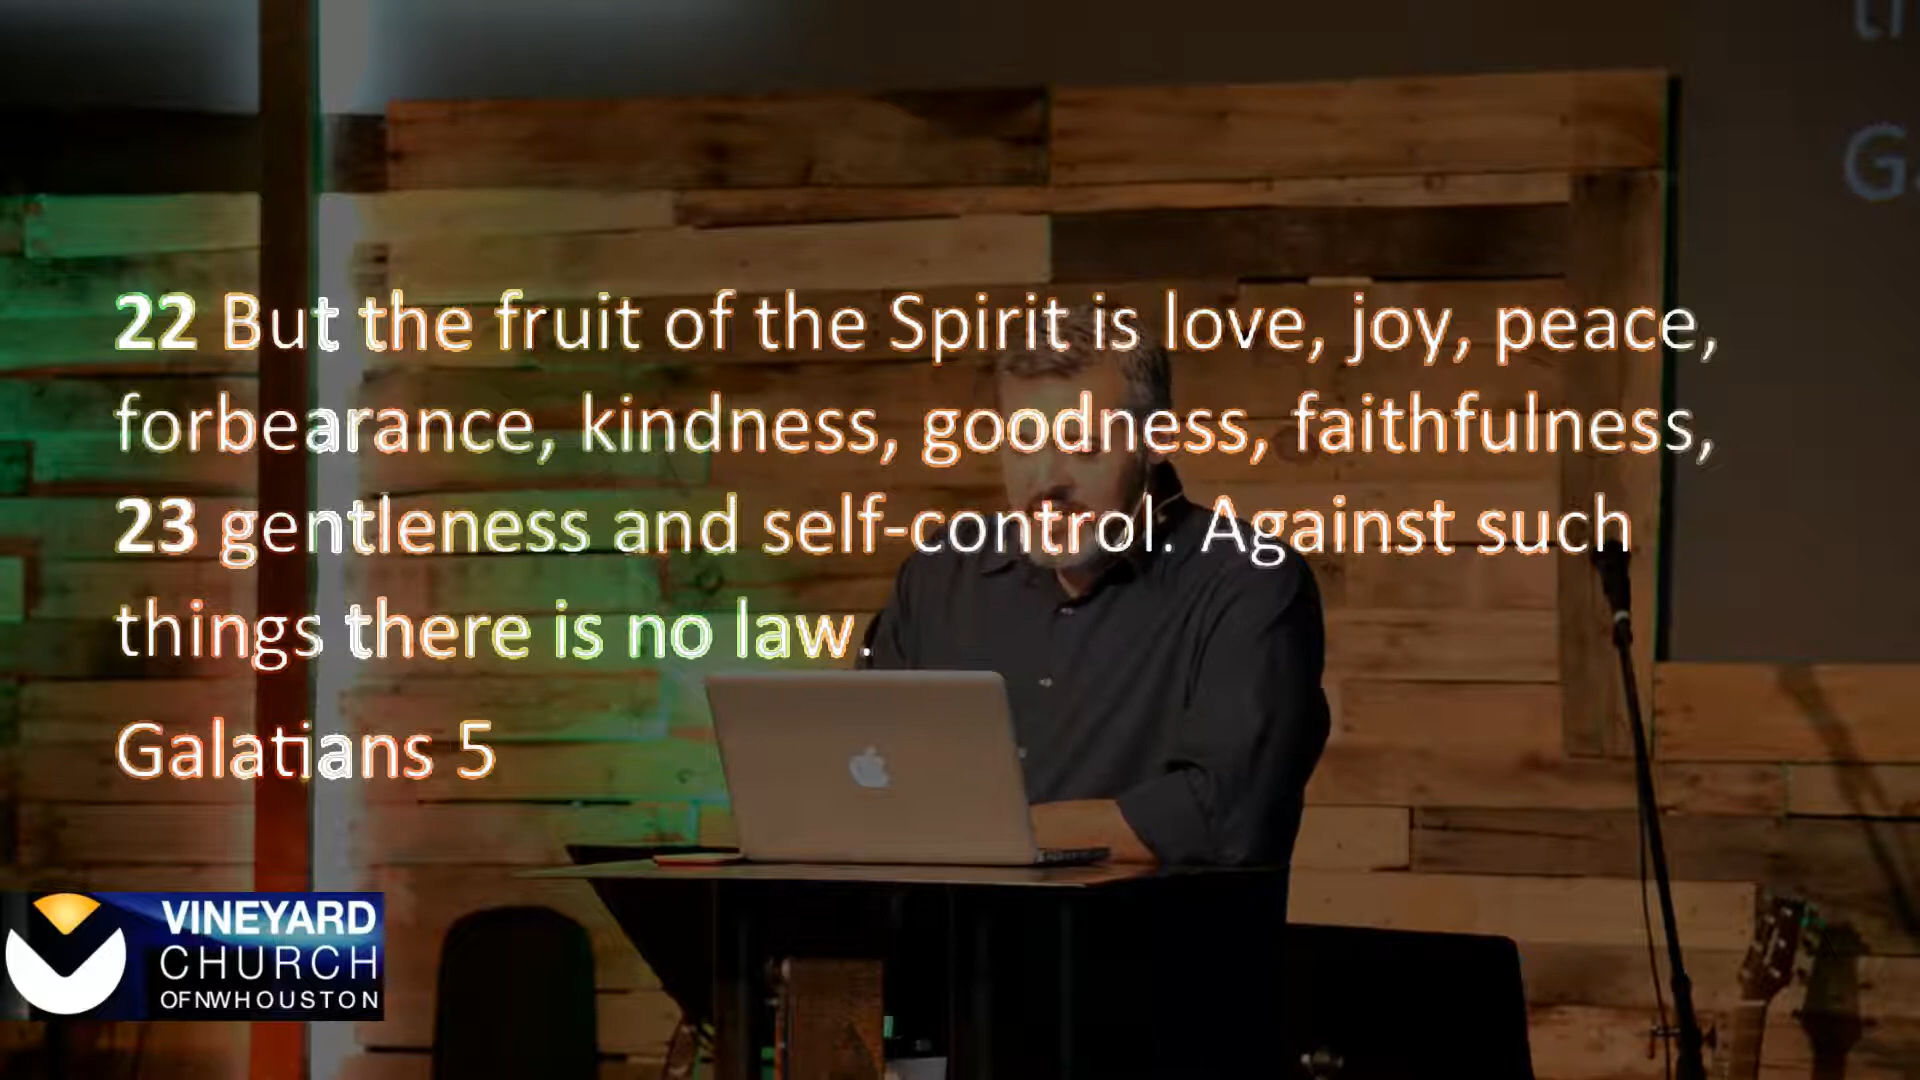 22 But the fruit of the Spirit is love, joy, peace,
forbearance, kindness, goodness, faithfulness,
23 gentleness and self-control. Against such
things there is no law.
Galatians 5
VINEYARD
CHURCH
OFNWHOUSTON